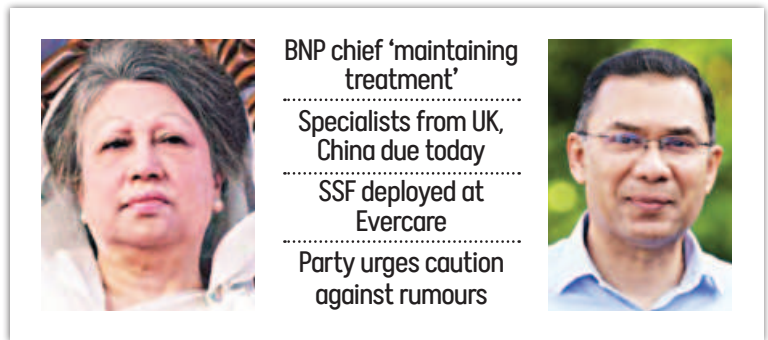 BNP chief ‘maintaining
treatment’
Specialists from UK,
China due today
SSF deployed at
Evercare
Party urges caution
against rumours